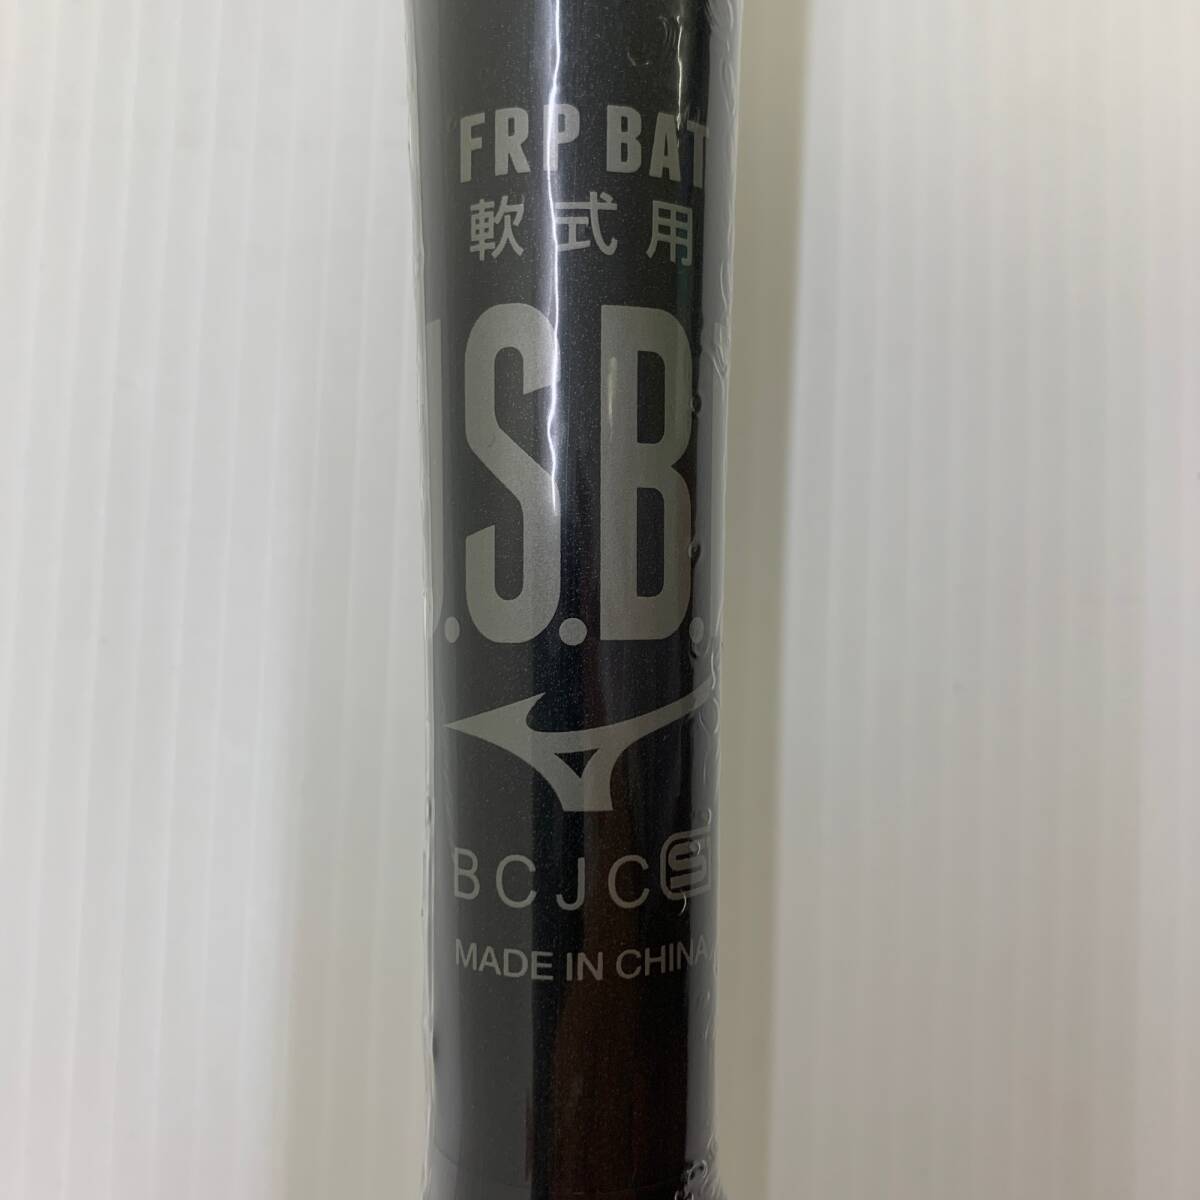 FRP BAT
軟式用
J.S.B.
BCJC S
MADE IN CHINA